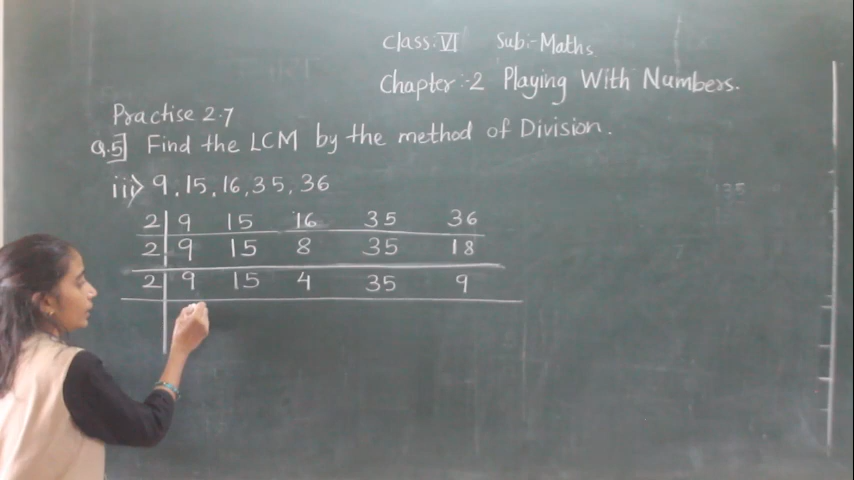 Class:VI Sub:-Maths
Chapter:-2 Playing With Numbers.
Practise 2.7
Q.5] Find the LCM by the method of Division.
iii> 9, 15, 16, 35, 36
2 9 15 16 35 36
2 9 15 8 35 18
2 9 15 4 35 9